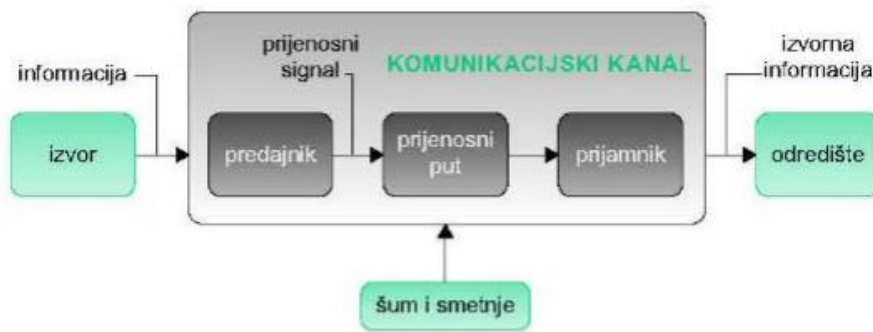 informacija
prijenosni
signal
KOMUNIKACIJSKI KANAL
izvorna
informacija
izvor
predajnik
prijenosni
put
prijamnik
odredište
šum i smetnje